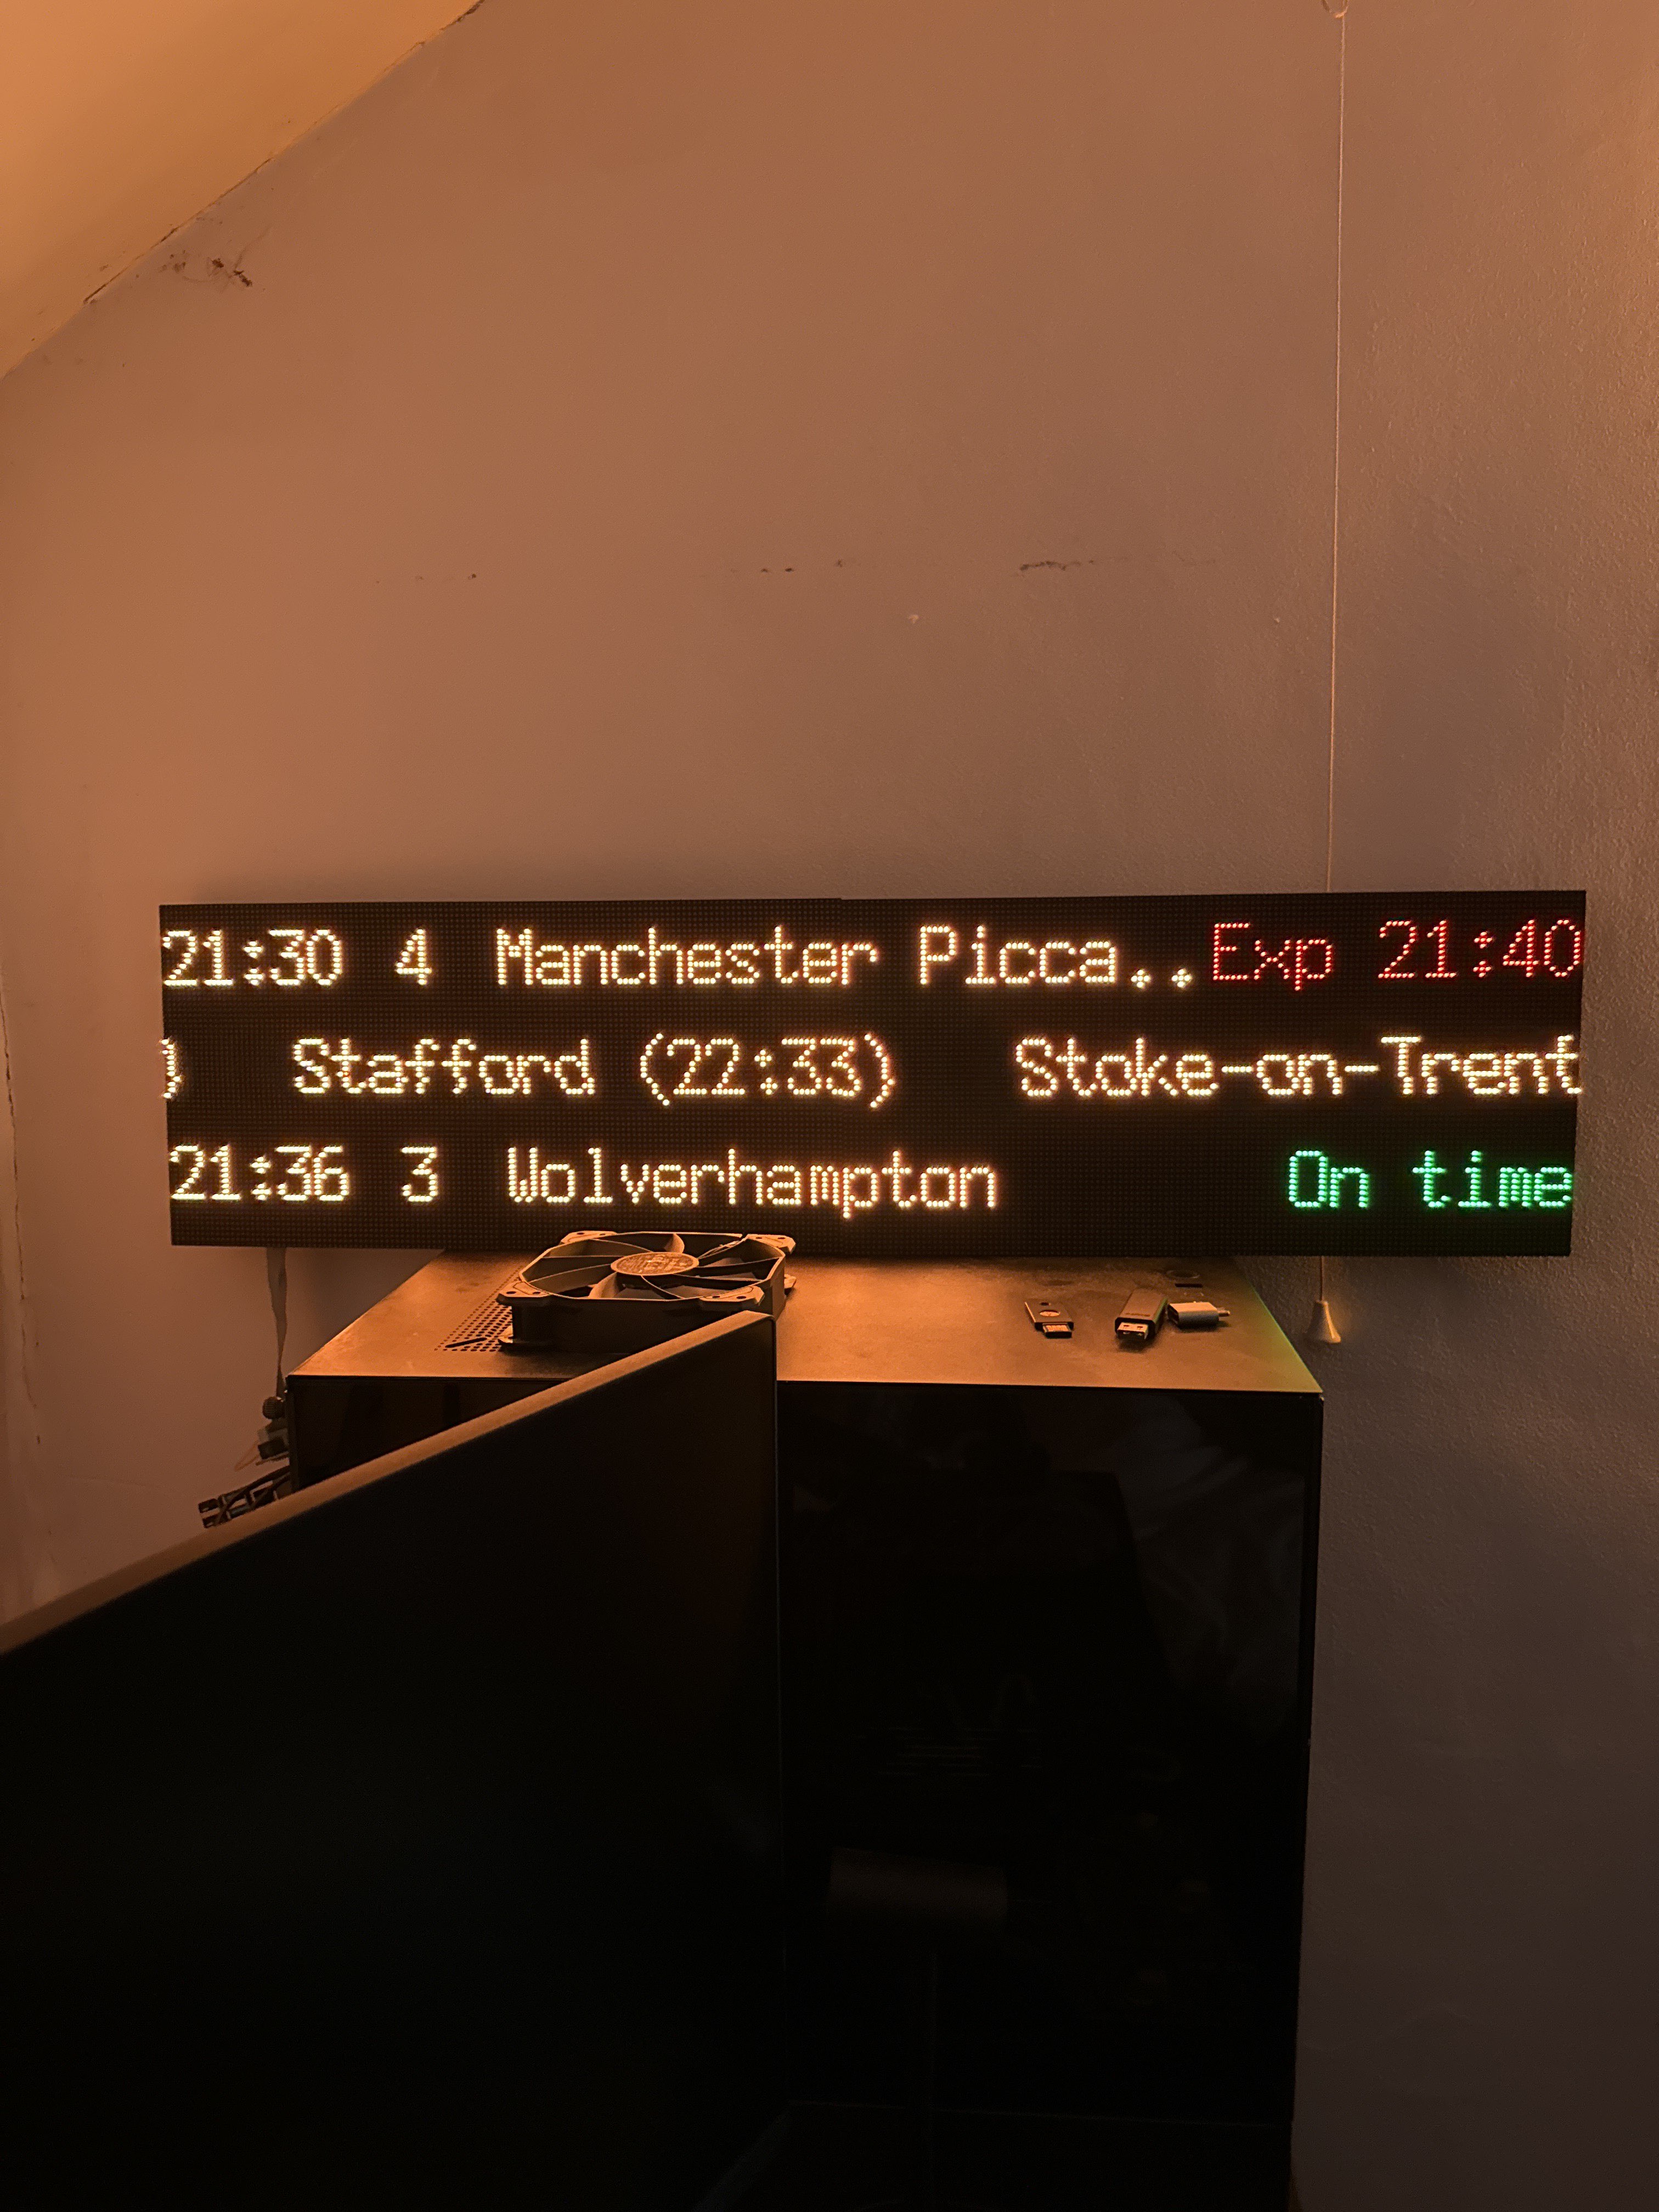 21:30 4 Manchester Picca.. Exp 21:40
) Stafford (22:33) Stoke-on-Trent
21:36 3 Wolverhampton On time